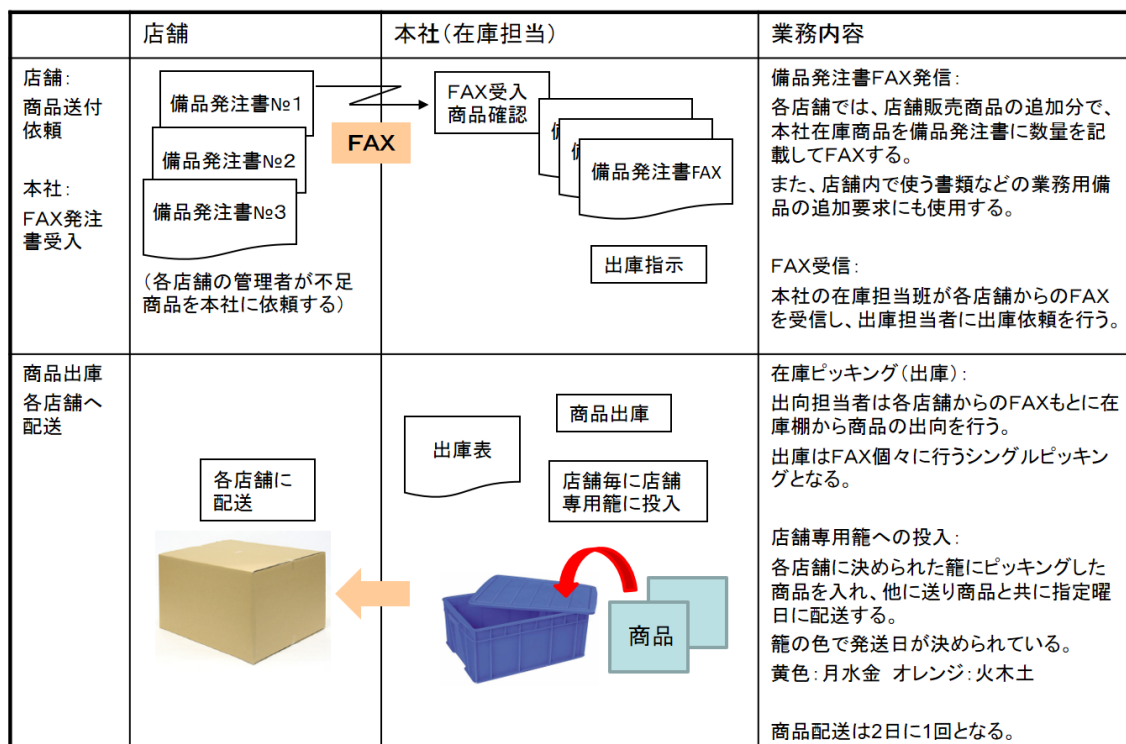 店舗
本社(在庫担当)
業務内容
店舗:
商品送付
依頼
本社:
FAX発注
書受入
備品発注書№1
備品発注書№2
備品発注書№3
(各店舗の管理者が不足
商品を本社に依頼する)
FAX
FAX受入
商品確認
備品発注書FAX
出庫指示
備品発注書FAX発信:
各店舗では、店舗販売商品の追加分で、
本社在庫商品を備品発注書に数量を記
載してFAXする。
また、店舗内で使う書類などの業務用備
品の追加要求にも使用する。
FAX受信:
本社の在庫担当班が各店舗からのFAX
を受信し、出庫担当者に出庫依頼を行う。
商品出庫
各店舗へ
配送
各店舗に
配送
出庫表
商品出庫
店舗毎に店舗
専用籠に投入
商品
在庫ピッキング(出庫):
出向担当者は各店舗からのFAXもとに在
庫棚から商品の出向を行う。
出庫はFAX個々に行うシングルピッキン
グとなる。
店舗専用籠への投入:
各店舗に決められた籠にピッキングした
商品を入れ、他に送り商品と共に指定曜
日に配送する。
籠の色で発送日が決められている。
黄色:月水金 オレンジ:火木土
商品配送は2日に1回となる。